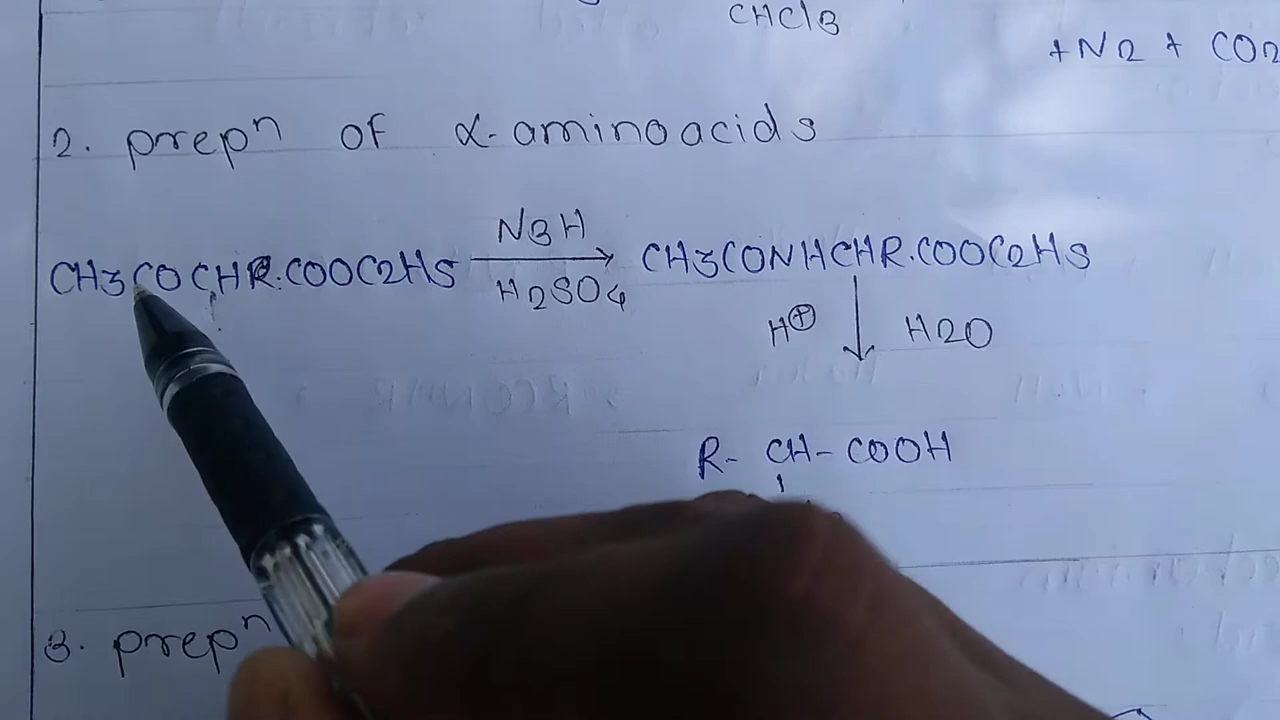 CHCl3
+N2 + CO2
2. prepⁿ of α-aminoacids
CH3COCHR.COOC2H5 N3H H2SO4 CH3CONHCHR.COOC2H5
H⊕ H2O
R- CH- COOH
3. prepⁿ